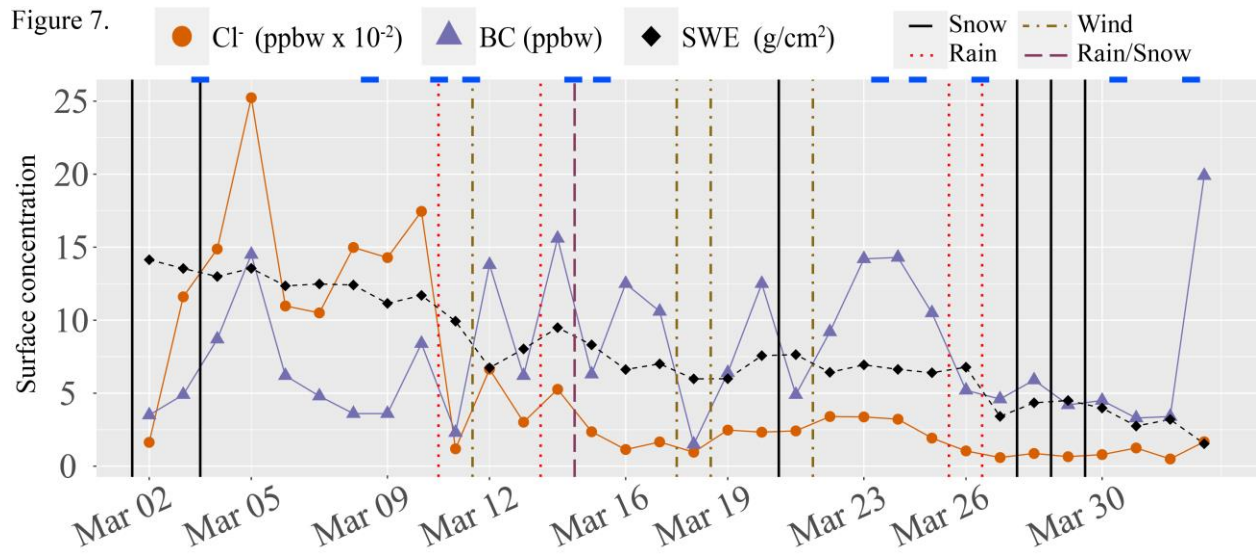 Figure 7.
Cl⁻ (ppbw x 10⁻²) BC (ppbw) SWE (g/cm²)
Snow Wind
Rain Rain/Snow
Surface concentration
25
20
15
10
5
0
Mar 02 Mar 05 Mar 09 Mar 12 Mar 16 Mar 19 Mar 23 Mar 26 Mar 30